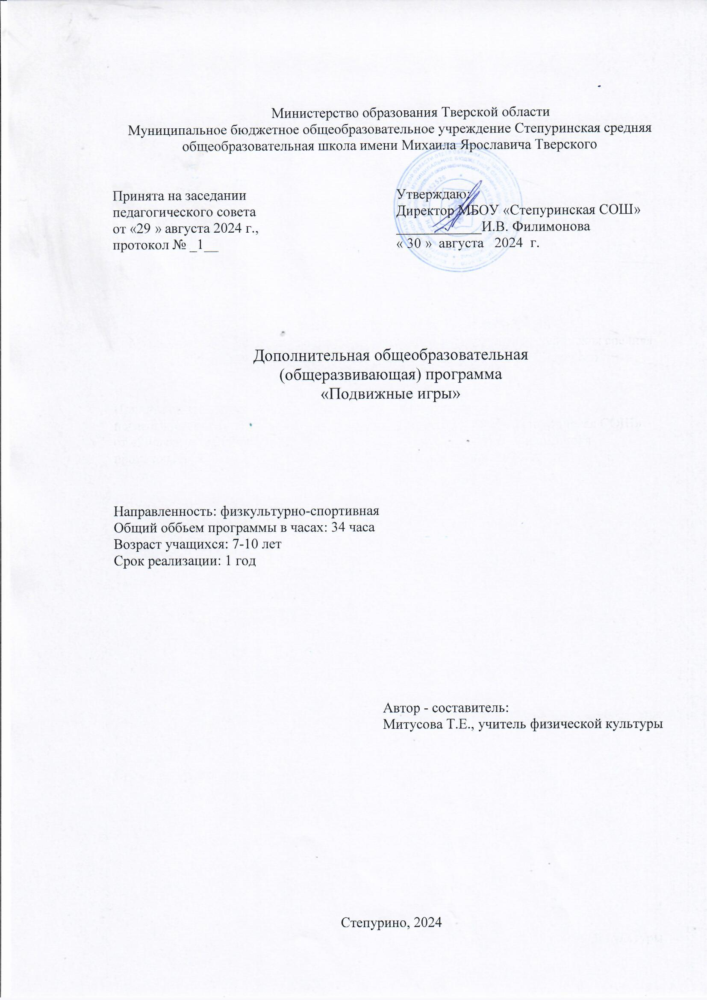 Министерство образования Тверской области
Муниципальное бюджетное общеобразовательное учреждение Степуринская средняя
общеобразовательная школа имени Михаила Ярославича Тверского
Принята на заседании
педагогического совета
от «29 » августа 2024 г.,
протокол № _1__
Утверждаю:
Директор МБОУ «Степуринская СОШ»
____________И.В. Филимонова
« 30 » августа 2024 г.
Дополнительная общеобразовательная
(общеразвивающая) программа
«Подвижные игры»
Направленность: физкультурно-спортивная
Общий оббьем программы в часах: 34 часа
Возраст учащихся: 7-10 лет
Срок реализации: 1 год
Автор - составитель:
Митусова Т.Е., учитель физической культуры
Степурино, 2024